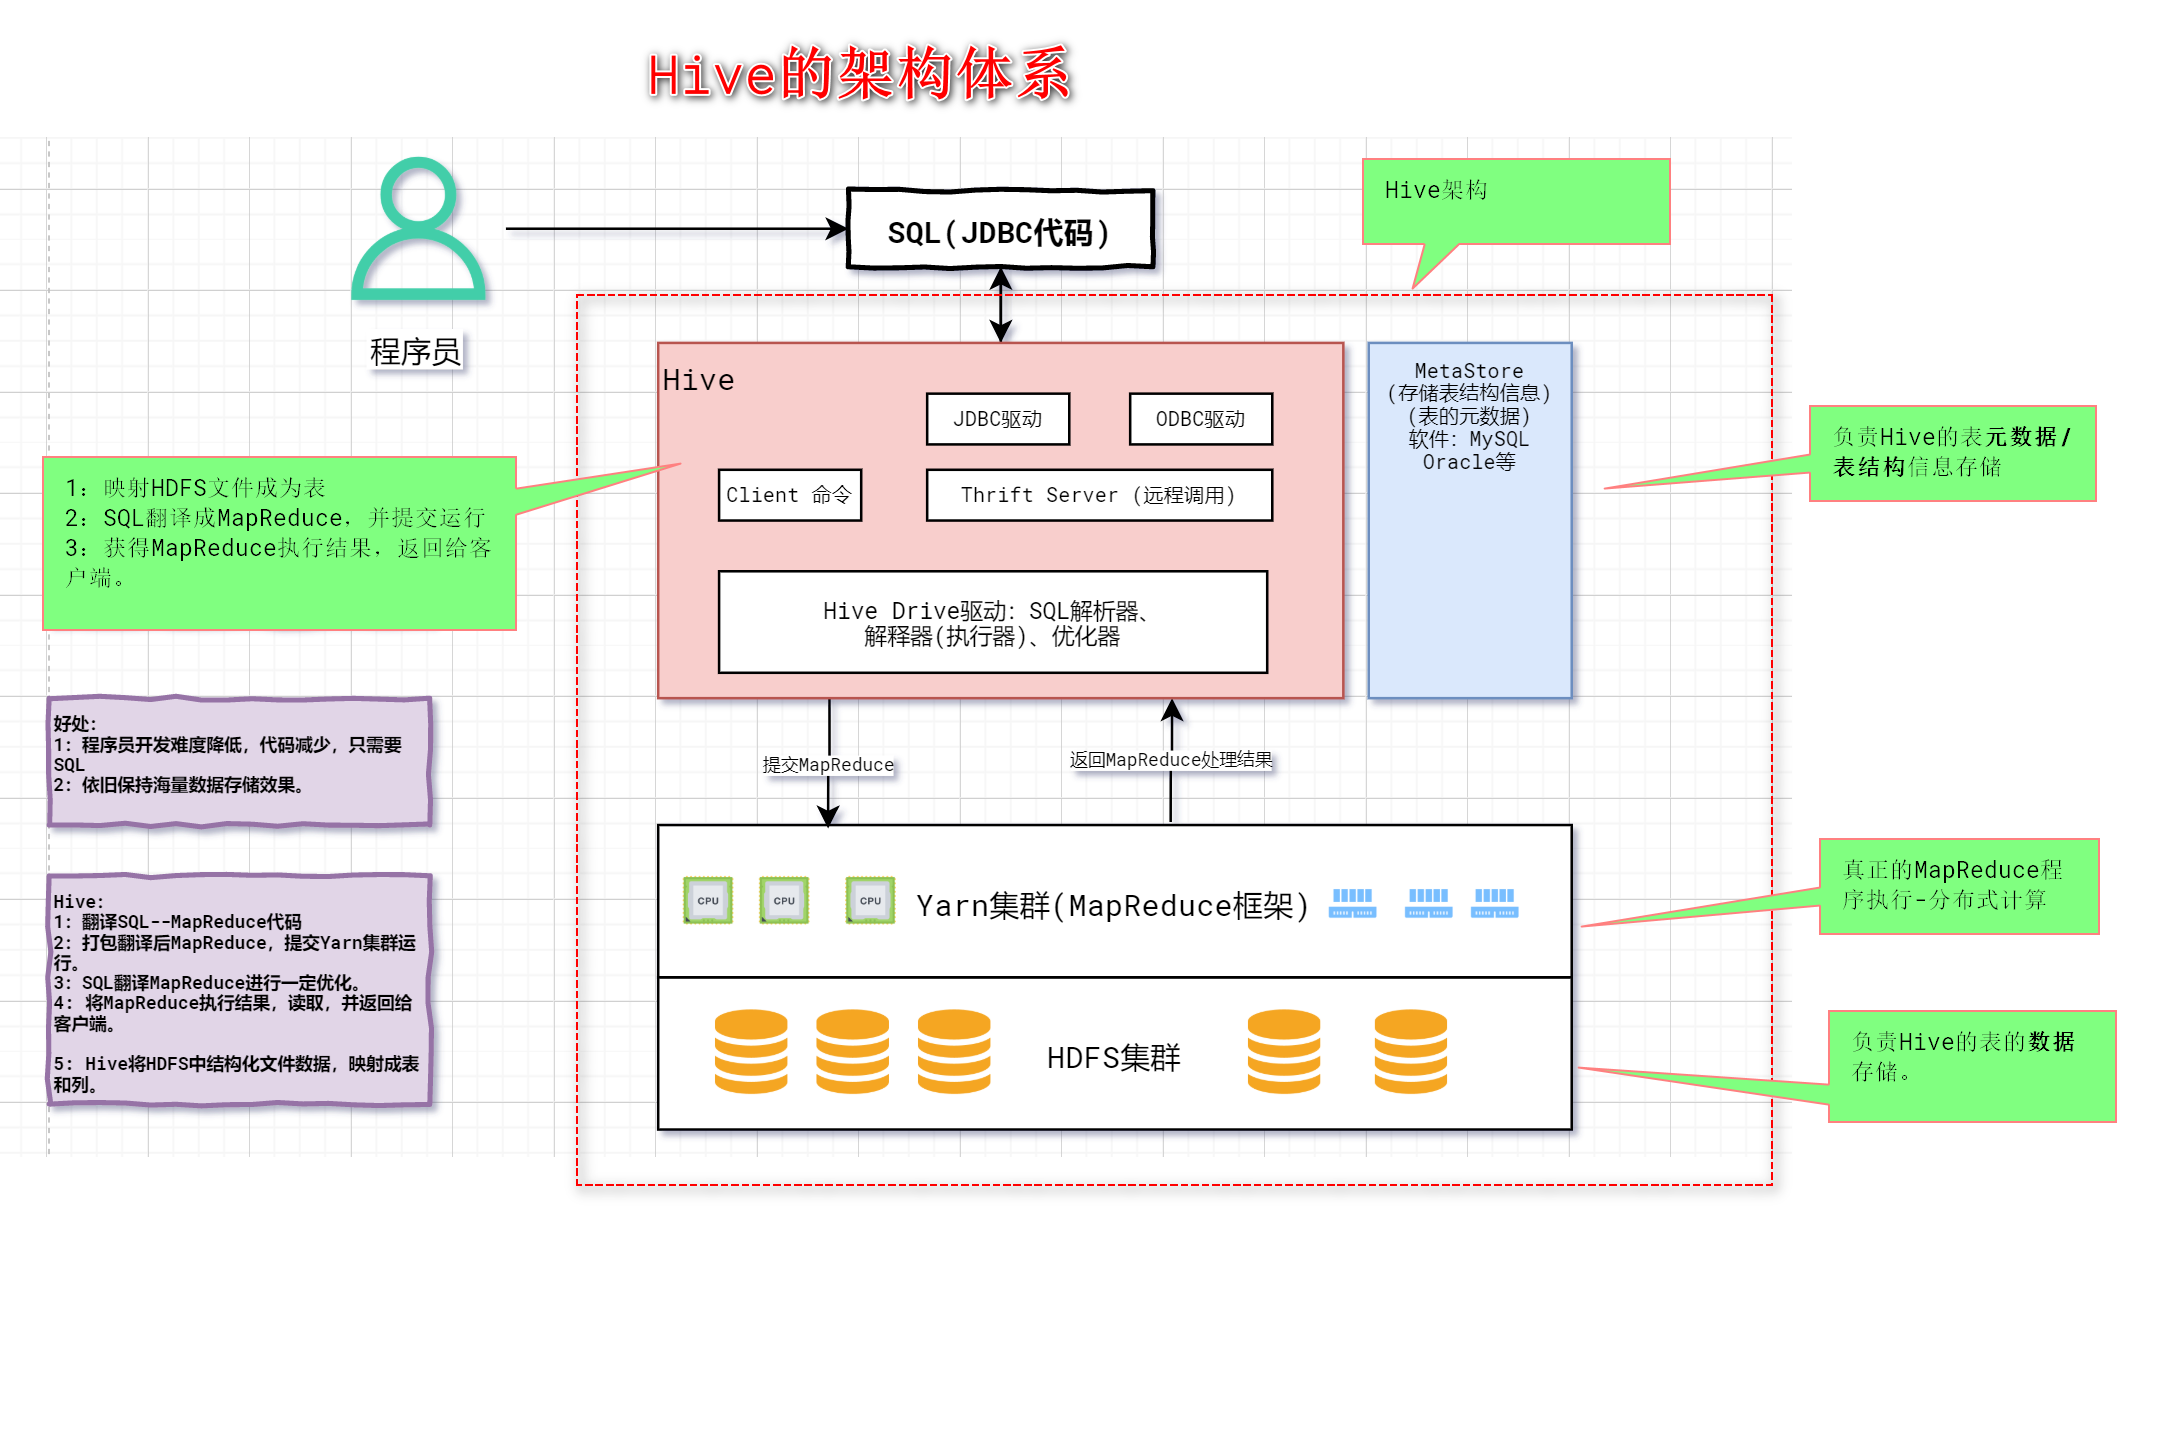 Hive的架构体系
Hive架构
SQL(JDBC代码)
程序员
Hive
JDBC驱动
ODBC驱动
Client 命令
Thrift Server (远程调用)
Hive Drive驱动：SQL解析器、
解释器(执行器)、优化器
MetaStore
(存储表结构信息)
(表的元数据)
软件：MySQL
Oracle等
负责Hive的表元数据/
表结构信息存储
1：映射HDFS文件成为表
2：SQL翻译成MapReduce，并提交运行
3：获得MapReduce执行结果，返回给客
户端。
好处：
1：程序员开发难度降低，代码减少，只需要
SQL
2：依旧保持海量数据存储效果。
提交MapReduce
返回MapReduce处理结果
Hive：
1：翻译SQL--MapReduce代码
2：打包翻译后MapReduce，提交Yarn集群运
行。
3：SQL翻译MapReduce进行一定优化。
4：将MapReduce执行结果，读取，并返回给
客户端。
5：Hive将HDFS中结构化文件数据，映射成表
和列。
CPU
CPU
CPU
Yarn集群(MapReduce框架)
真正的MapReduce程
序执行-分布式计算
HDFS集群
负责Hive的表的数据
存储。